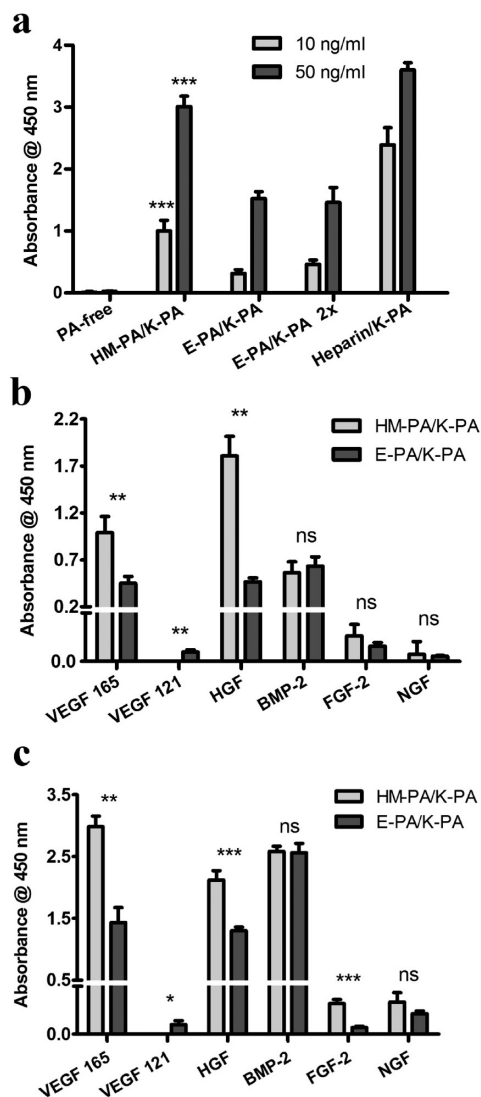 a
10 ng/ml
50 ng/ml
Absorbance @ 450 nm
4
3
2
1
0
***
***
PA-free
HM-PA/K-PA
E-PA/K-PA
E-PA/K-PA 2x
Heparin/K-PA
b
HM-PA/K-PA
E-PA/K-PA
Absorbance @ 450 nm
2.2
1.7
1.2
0.7
0.2
0.0
**
**
**
ns
ns
ns
VEGF 165
VEGF 121
HGF
BMP-2
FGF-2
NGF
c
HM-PA/K-PA
E-PA/K-PA
Absorbance @ 450 nm
3.5
2.5
1.5
0.5
0.0
**
*
***
ns
***
ns
VEGF 165
VEGF 121
HGF
BMP-2
FGF-2
NGF